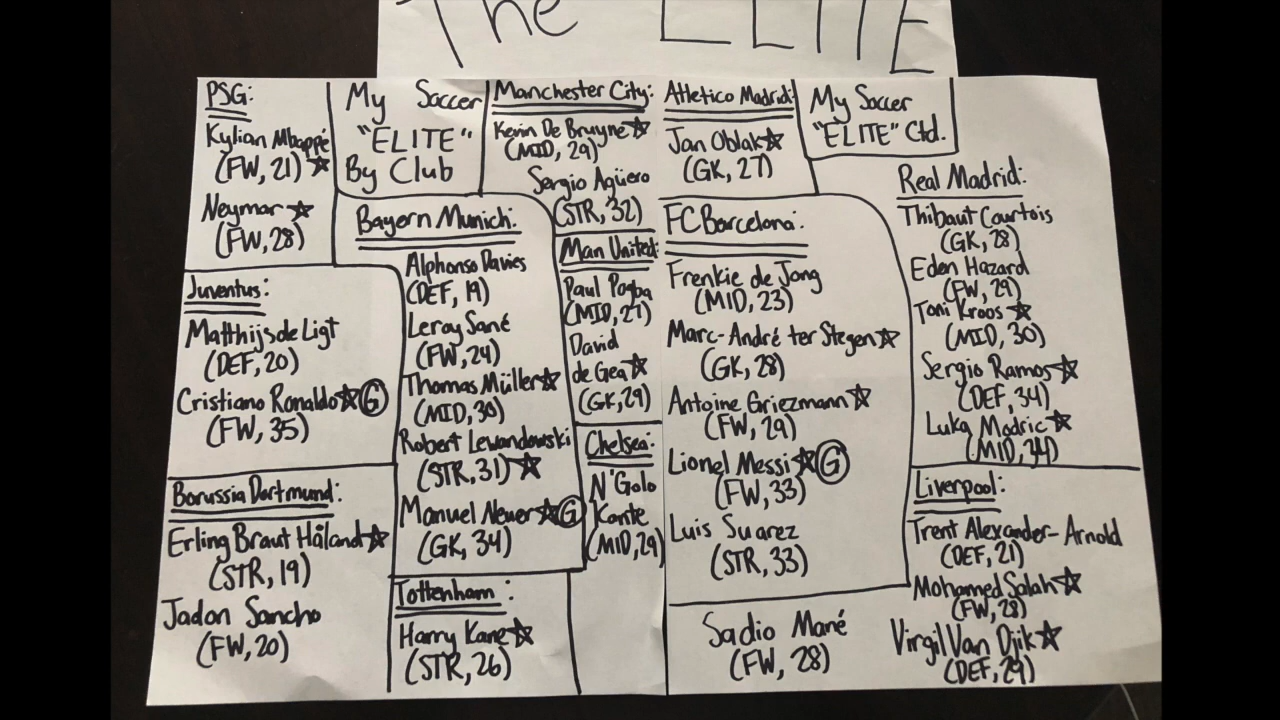 The ELITE
PSG:
Kylian Mbappé
(FW, 21) ☆
Neymar ☆
(FW, 28)
My Soccer
"ELITE"
By Club
Manchester City:
Kevin De Bruyne ☆
(MID, 29)
Sergio Agüero
(STR, 32)
Juventus:
Matthijs de Ligt
(DEF, 20)
Cristiano Ronaldo ☆ G
(FW, 35)
Bayern Munich:
Alphonso Davies
(DEF, 19)
Leroy Sané
(FW, 24)
Thomas Müller ☆
(MID, 30)
Robert Lewandowski
(STR, 31) ☆
Manuel Neuer ☆ G
(GK, 34)
Man United:
Paul Pogba
(MID, 27)
David
de Gea ☆
(GK, 29)
Chelsea:
N'Golo
Kante
(MID, 29)
Borussia Dortmund:
Erling Braut Håland ☆
(STR, 19)
Jadon Sancho
(FW, 20)
Tottenham:
Harry Kane ☆
(STR, 26)
Atletico Madrid:
Jan Oblak ☆
(GK, 27)
My Soccer
"ELITE" Ctd.
FC Barcelona:
Frenkie de Jong
(MID, 23)
Marc-André ter Stegen ☆
(GK, 28)
Antoine Griezmann ☆
(FW, 29)
Lionel Messi ☆ G
(FW, 33)
Luis Suarez
(STR, 33)
Real Madrid:
Thibaut Courtois
(GK, 28)
Eden Hazard
(FW, 29)
Toni Kroos ☆
(MID, 30)
Sergio Ramos ☆
(DEF, 34)
Luka Modric ☆
(MID, 34)
Liverpool:
Trent Alexander-Arnold
(DEF, 21)
Mohamed Salah ☆
(FW, 28)
Virgil Van Djik ☆
(DEF, 29)
Sadio Mané
(FW, 28)